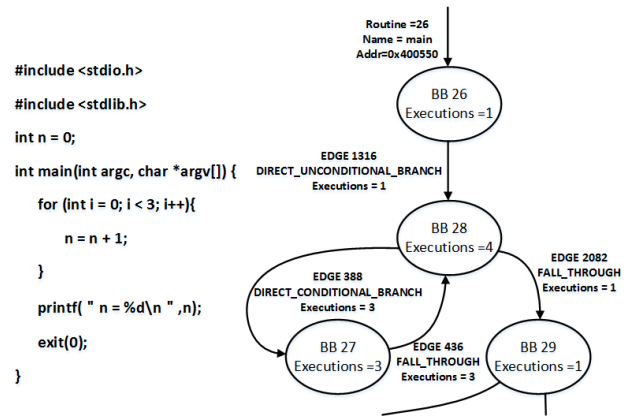 #include <stdio.h>
#include <stdlib.h>
int n = 0;
int main(int argc, char *argv[]) {
for (int i = 0; i < 3; i++){
n = n + 1;
}
printf( " n = %d\n " ,n);
exit(0);
}
Routine =26
Name = main
Addr=0x400550
BB 26
Executions =1
EDGE 1316
DIRECT_UNCONDITIONAL_BRANCH
Executions = 1
BB 28
Executions =4
EDGE 2082
FALL_THROUGH
Executions = 1
EDGE 388
DIRECT_CONDITIONAL_BRANCH
Executions = 3
BB 27
Executions =3
EDGE 436
FALL_THROUGH
Executions = 3
BB 29
Executions =1